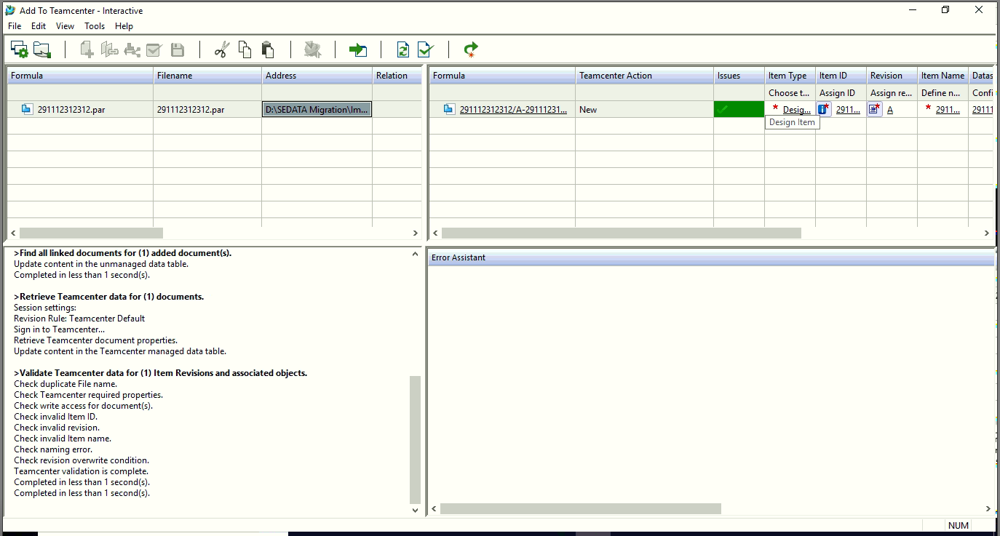 Add To Teamcenter - Interactive
File Edit View Tools Help
Formula Filename Address Relation
291112312312.par 291112312312.par D:\SEDATA Migration\Im...
Formula Teamcenter Action Issues Item Type Item ID Revision Item Name Datas
Choose t... Assign ID Assign re... Define n... Confi
291112312312/A-29111231... New * Desig... 2911... A * 2911... 29111
Design Item
>Find all linked documents for (1) added document(s).
Update content in the unmanaged data table.
Completed in less than 1 second(s).
>Retrieve Teamcenter data for (1) documents.
Session settings:
Revision Rule: Teamcenter Default
Sign in to Teamcenter...
Retrieve Teamcenter document properties.
Update content in the Teamcenter managed data table.
>Validate Teamcenter data for (1) Item Revisions and associated objects.
Check duplicate File name.
Check Teamcenter required properties.
Check write access for document(s).
Check invalid Item ID.
Check invalid revision.
Check invalid Item name.
Check naming error.
Check revision overwrite condition.
Teamcenter validation is complete.
Completed in less than 1 second(s).
Completed in less than 1 second(s).
Error Assistant
NUM